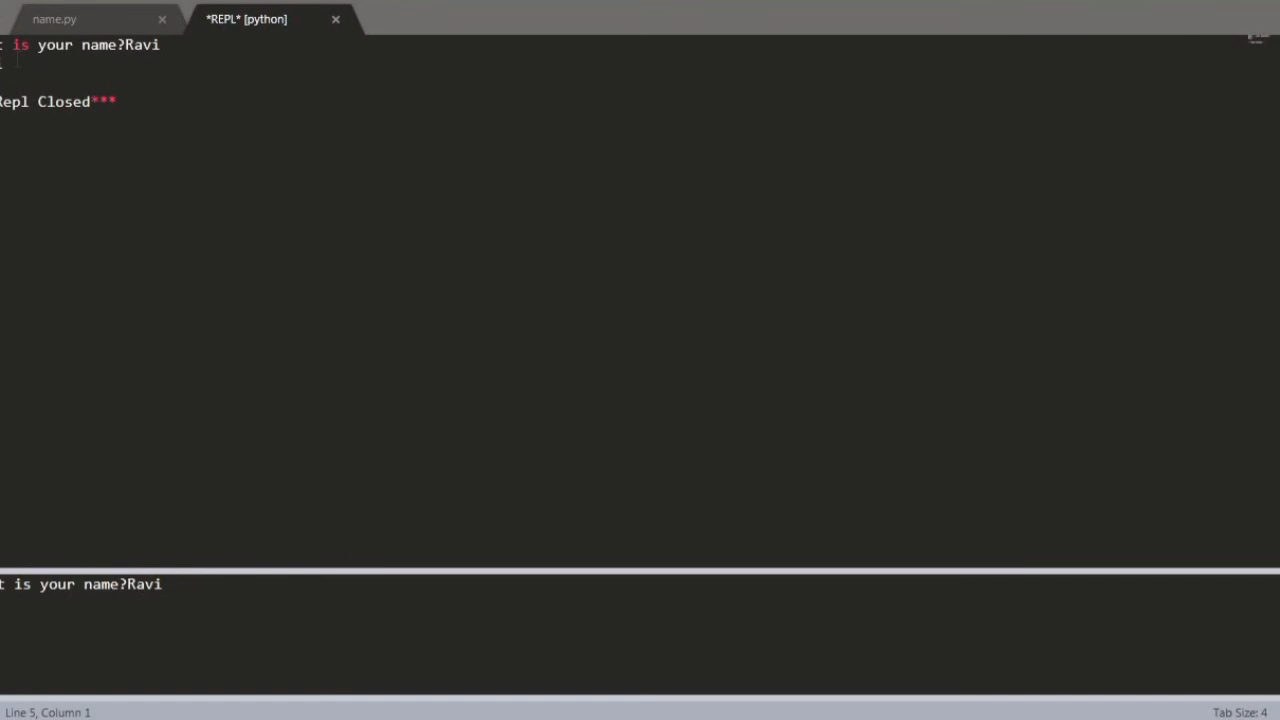 name.py
*REPL* [python]
t is your name?Ravi
i
Repl Closed***
t is your name?Ravi
Line 5, Column 1
Tab Size: 4